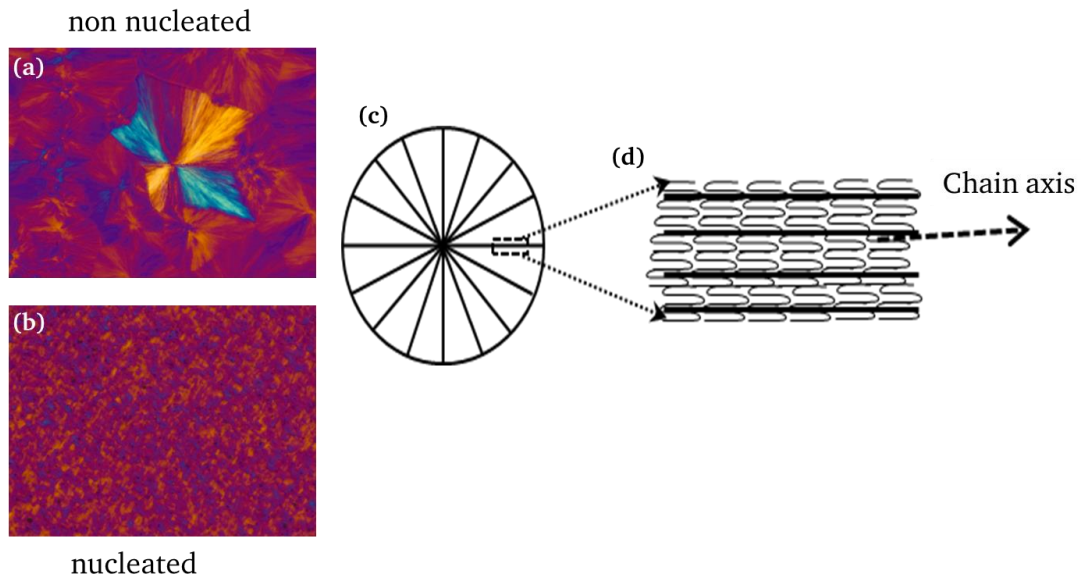 non nucleated
(a)
(c)
(d)
Chain axis
(b)
nucleated